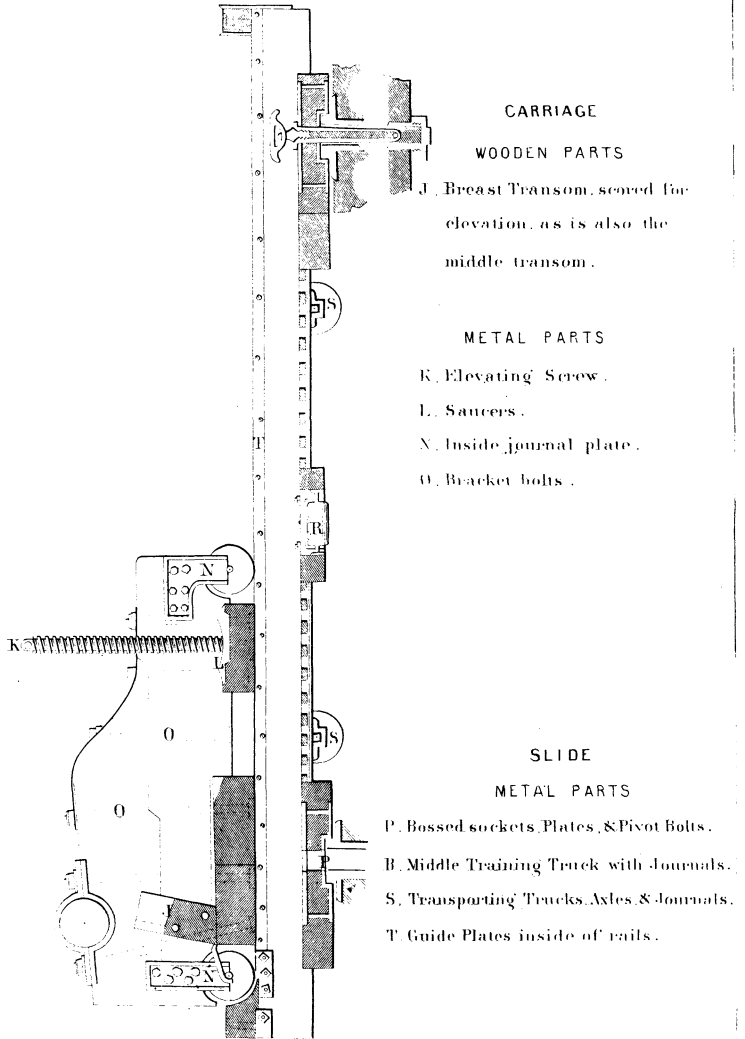 CARRIAGE
WOODEN PARTS
J. Breast Transom, scored for
elevation, as is also the
middle transom.
METAL PARTS
K. Elevating Screw.
L. Saucers.
N. Inside journal plate.
O. Bracket bolts.
SLIDE
METAL PARTS
P. Bossed sockets, Plates, & Pivot Bolts.
R. Middle Training Truck with Journals.
S. Transporting Trucks, Axles, & Journals.
T. Guide Plates inside of rails.
S
T
R
N
K
L
O
S
O
P
J
N